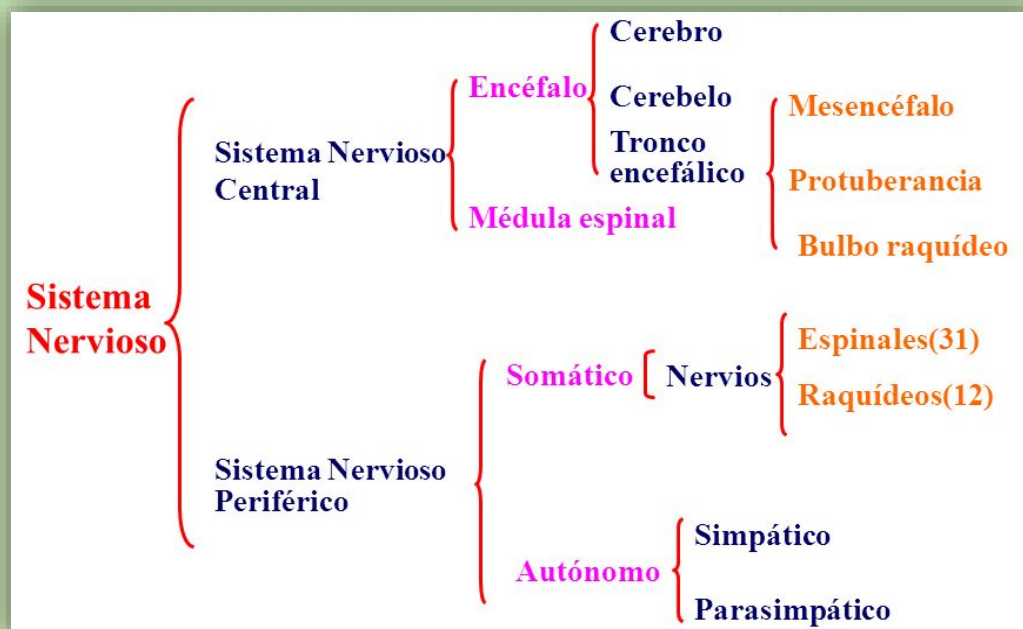 Sistema
Nervioso
Sistema Nervioso
Central
Encéfalo
Cerebro
Cerebelo
Tronco
encefálico
Mesencéfalo
Protuberancia
Bulbo raquídeo
Médula espinal
Sistema Nervioso
Periférico
Somático
Nervios
Espinales(31)
Raquídeos(12)
Autónomo
Simpático
Parasimpático